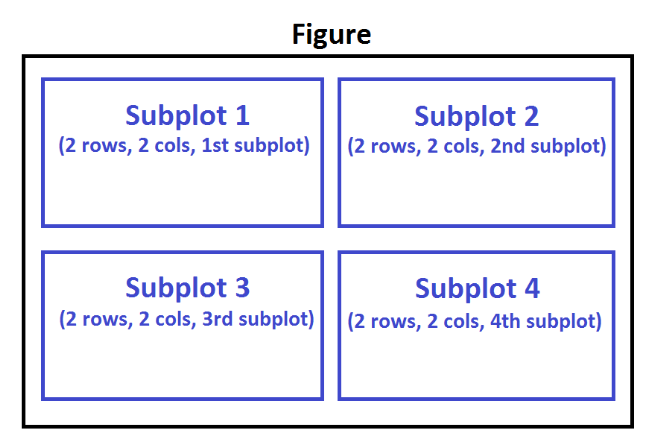 Figure
Subplot 1
(2 rows, 2 cols, 1st subplot)
Subplot 2
(2 rows, 2 cols, 2nd subplot)
Subplot 3
(2 rows, 2 cols, 3rd subplot)
Subplot 4
(2 rows, 2 cols, 4th subplot)